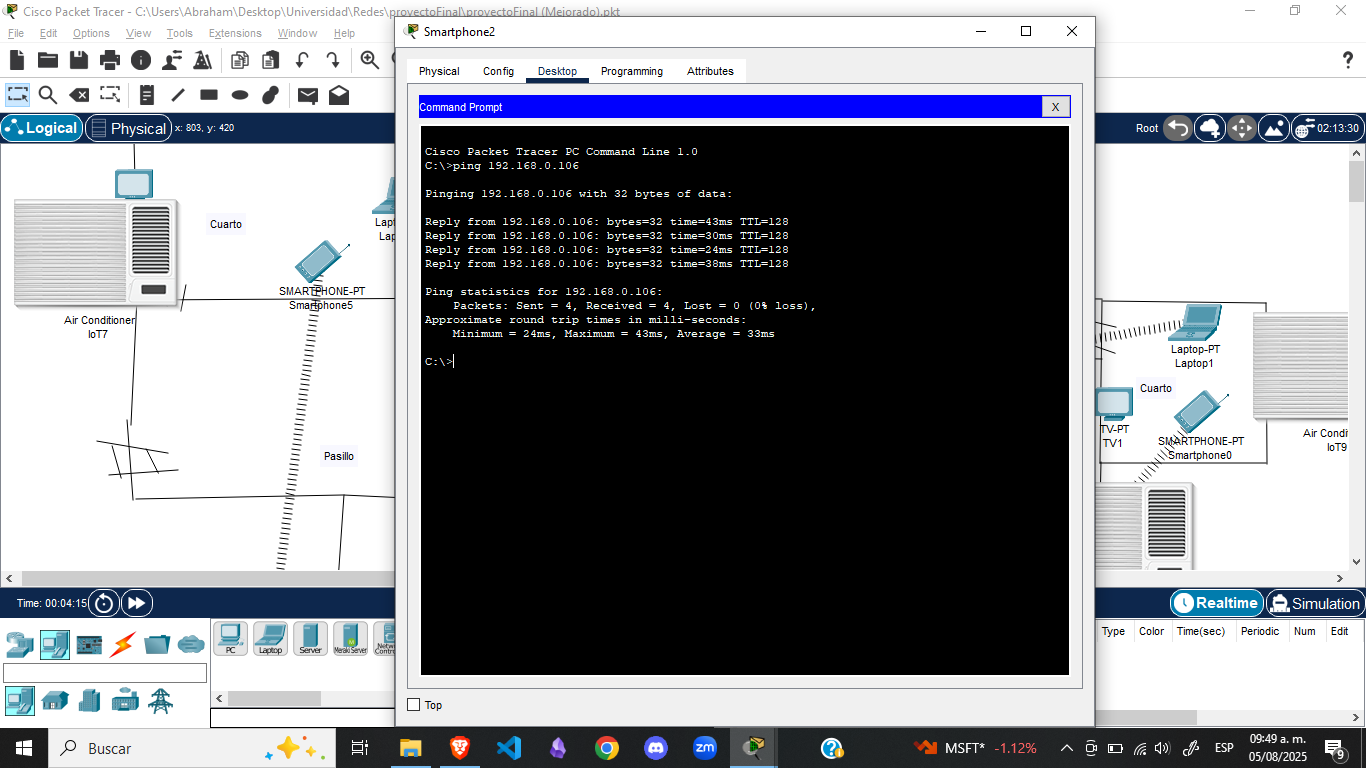 Cisco Packet Tracer - C:\Users\Abraham\Desktop\Universidad\Redes\proyectoFinal\proyectoFinal (Mejorado).pkt
File Edit Options View Tools Extensions Window Help
Logical
Physical
x: 803, y: 420
Root
02:13:30
Smartphone2
Physical Config Desktop Programming Attributes
Command Prompt
X
Cisco Packet Tracer PC Command Line 1.0
C:\>ping 192.168.0.106
Pinging 192.168.0.106 with 32 bytes of data:
Reply from 192.168.0.106: bytes=32 time=43ms TTL=128
Reply from 192.168.0.106: bytes=32 time=30ms TTL=128
Reply from 192.168.0.106: bytes=32 time=24ms TTL=128
Reply from 192.168.0.106: bytes=32 time=38ms TTL=128
Ping statistics for 192.168.0.106:
Packets: Sent = 4, Received = 4, Lost = 0 (0% loss),
Approximate round trip times in milli-seconds:
Minimum = 24ms, Maximum = 43ms, Average = 33ms
C:\>
Top
Cuarto
Lapt
Lap
SMARTPHONE-PT
Smartphone5
Air Conditioner
IoT7
Pasillo
Laptop-PT
Laptop1
Cuarto
TV-PT
TV1
SMARTPHONE-PT
Smartphone0
Air Condit
IoT9
Time: 00:04:15
Realtime
Simulation
PC
Laptop
Server
Meraki Server
Netw
Contro
Type Color Time(sec) Periodic Num Edit
Buscar
zm
MSFT* -1.12%
ESP
09:49 a. m.
05/08/2025
9